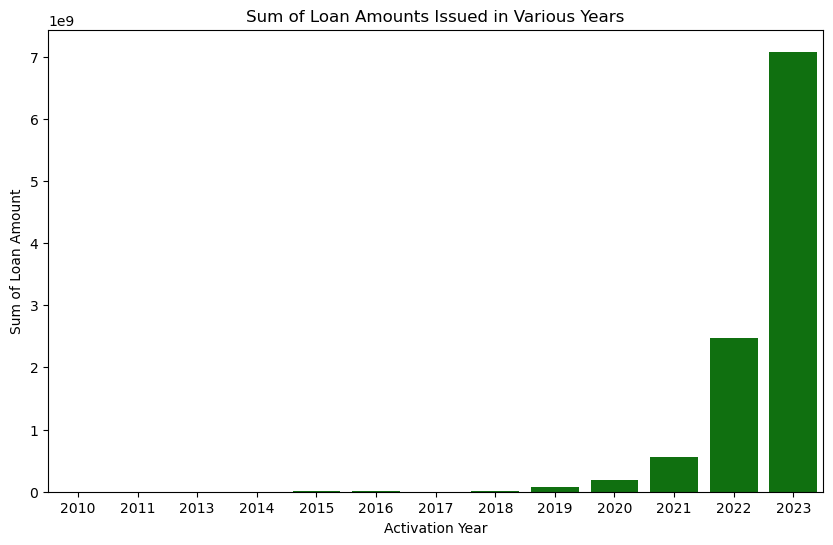 Sum of Loan Amounts Issued in Various Years
1e9
7
6
5
4
3
2
1
0
Sum of Loan Amount
2010 2011 2013 2014 2015 2016 2017 2018 2019 2020 2021 2022 2023
Activation Year